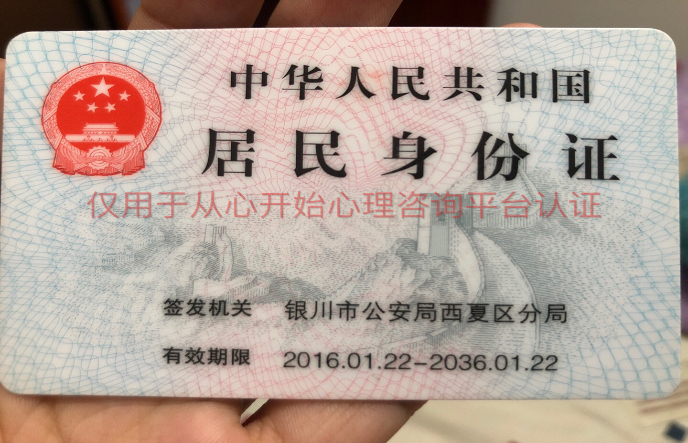 中华人民共和国
居民身份证
仅用于从心开始心理咨询平台认证
签发机关 银川市公安局西夏区分局
有效期限 2016.01.22-2036.01.22